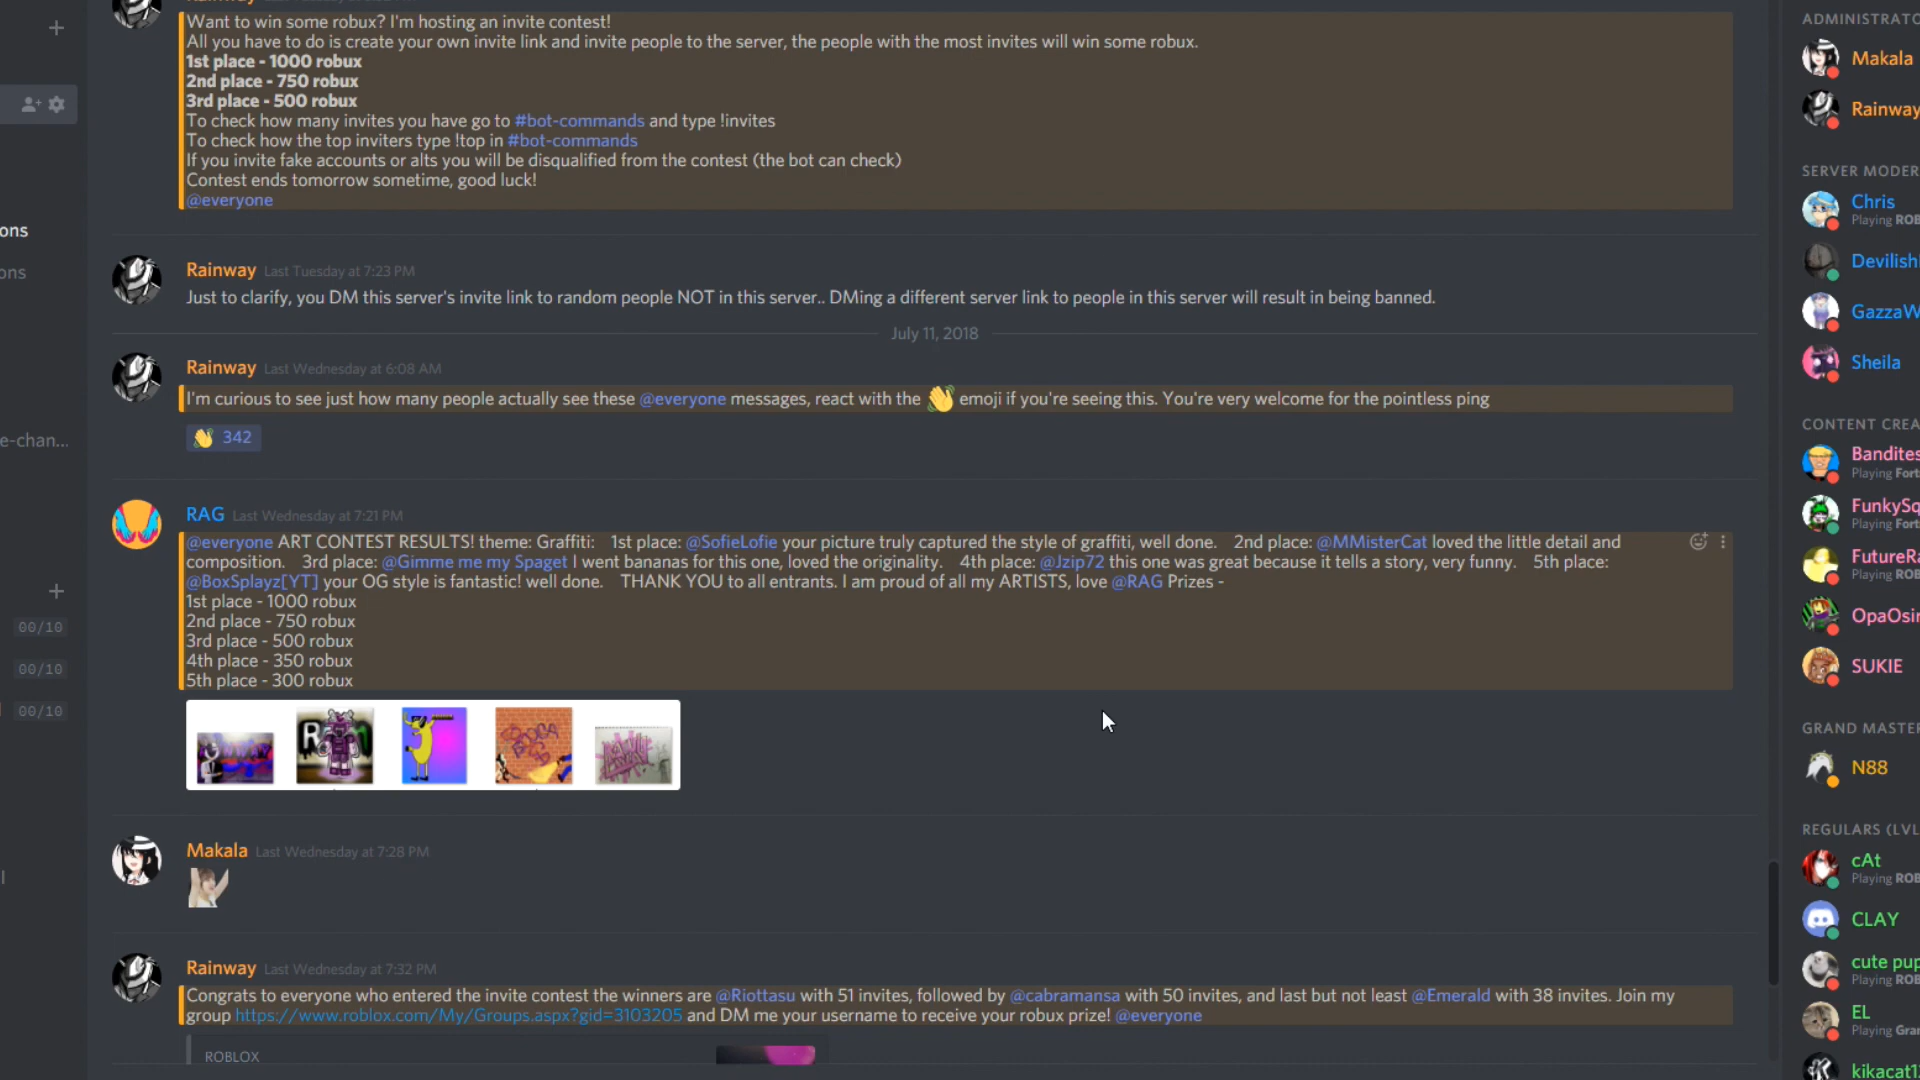 Want to win some robux? I'm hosting an invite contest!
All you have to do is create your own invite link and invite people to the server, the people with the most invites will win some robux.
1st place - 1000 robux
2nd place - 750 robux
3rd place - 500 robux
To check how many invites you have go to #bot-commands and type !invites
To check how the top inviters type !top in #bot-commands
If you invite fake accounts or alts you will be disqualified from the contest (the bot can check)
Contest ends tomorrow sometime, good luck!
@everyone
Rainway Last Tuesday at 7:23 PM
Just to clarify, you DM this server's invite link to random people NOT in this server.. DMing a different server link to people in this server will result in being banned.
July 11, 2018
Rainway Last Wednesday at 6:08 AM
I'm curious to see just how many people actually see these @everyone messages, react with the 👋 emoji if you're seeing this. You're very welcome for the pointless ping
👋 342
RAG Last Wednesday at 7:21 PM
@everyone ART CONTEST RESULTS! theme: Graffiti: 1st place: @SofieLofie your picture truly captured the style of graffiti, well done. 2nd place: @MMisterCat loved the little detail and
composition. 3rd place: @Gimme me my Spaget I went bananas for this one, loved the originality. 4th place: @Jzip72 this one was great because it tells a story, very funny. 5th place:
@BoxSplayz[YT] your OG style is fantastic! well done. THANK YOU to all entrants. I am proud of all my ARTISTS, love @RAG Prizes -
1st place - 1000 robux
2nd place - 750 robux
3rd place - 500 robux
4th place - 350 robux
5th place - 300 robux
Makala Last Wednesday at 7:28 PM
Rainway Last Wednesday at 7:32 PM
Congrats to everyone who entered the invite contest the winners are @Riottasu with 51 invites, followed by @cabramansa with 50 invites, and last but not least @Emerald with 38 invites. Join my
group https://www.roblox.com/My/Groups.aspx?gid=3103205 and DM me your username to receive your robux prize! @everyone
ROBLOX
ons
ons
e-chan...
00/10
00/10
00/10
ADMINISTRATO
Makala
Rainway
SERVER MODER
Chris
Playing ROB
Devilish
GazzaW
Sheila
CONTENT CREA
Bandites
Playing Fort
FunkySq
Playing Fort
FutureRa
Playing ROB
OpaOsir
SUKIE
GRAND MASTER
N88
REGULARS (LVL
cAt
Playing ROB
CLAY
cute pup
Playing ROB
EL
Playing Gran
kikacat1